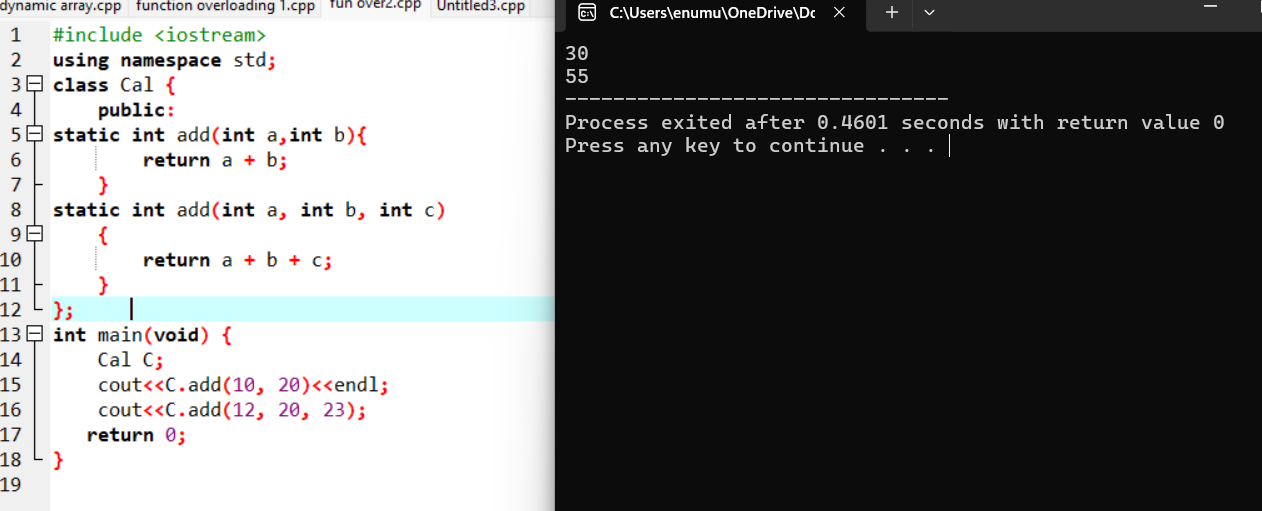 dynamic array.cpp function overloading 1.cpp fun over2.cpp Untitled3.cpp
1 #include <iostream>
2 using namespace std;
3 class Cal {
4 public:
5 static int add(int a,int b){
6 return a + b;
7 }
8 static int add(int a, int b, int c)
9 {
10 return a + b + c;
11 }
12 };
13 int main(void) {
14 Cal C;
15 cout<<C.add(10, 20)<<endl;
16 cout<<C.add(12, 20, 23);
17 return 0;
18 }
19
C:\Users\enumu\OneDrive\Dc
30
55
--------------------------------
Process exited after 0.4601 seconds with return value 0
Press any key to continue . . .